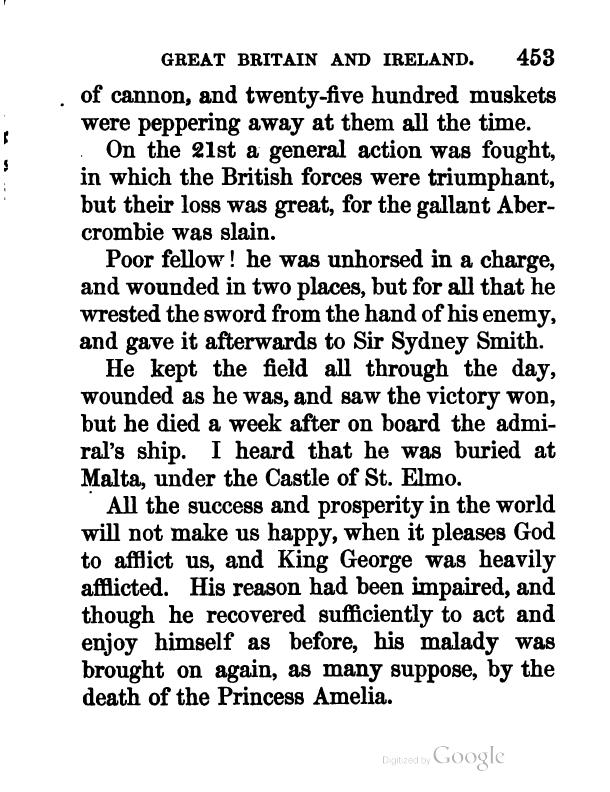 GREAT BRITAIN AND IRELAND. 453
of cannon, and twenty-five hundred muskets
were peppering away at them all the time.
On the 21st a general action was fought,
in which the British forces were triumphant,
but their loss was great, for the gallant Aber-
crombie was slain.
Poor fellow! he was unhorsed in a charge,
and wounded in two places, but for all that he
wrested the sword from the hand of his enemy,
and gave it afterwards to Sir Sydney Smith.
He kept the field all through the day,
wounded as he was, and saw the victory won,
but he died a week after on board the admi-
ral's ship. I heard that he was buried at
Malta, under the Castle of St. Elmo.
All the success and prosperity in the world
will not make us happy, when it pleases God
to afflict us, and King George was heavily
afflicted. His reason had been impaired, and
though he recovered sufficiently to act and
enjoy himself as before, his malady was
brought on again, as many suppose, by the
death of the Princess Amelia.
Digitized by Google